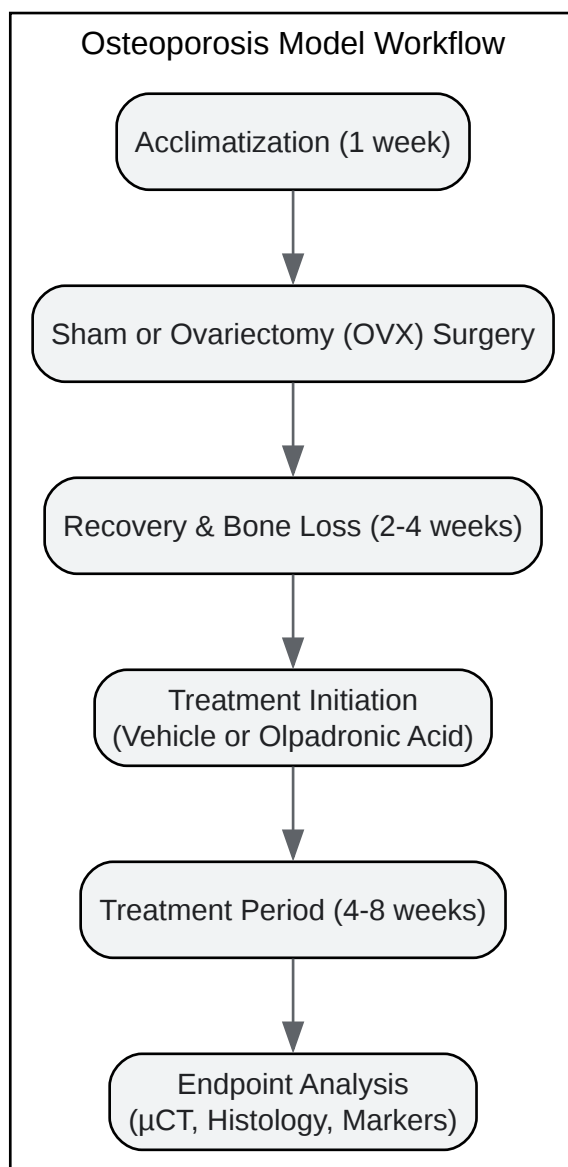 Osteoporosis Model Workflow
Acclimatization (1 week)
Sham or Ovariectomy (OVX) Surgery
Recovery & Bone Loss (2-4 weeks)
Treatment Initiation
(Vehicle or Olpadronic Acid)
Treatment Period (4-8 weeks)
Endpoint Analysis
(µCT, Histology, Markers)